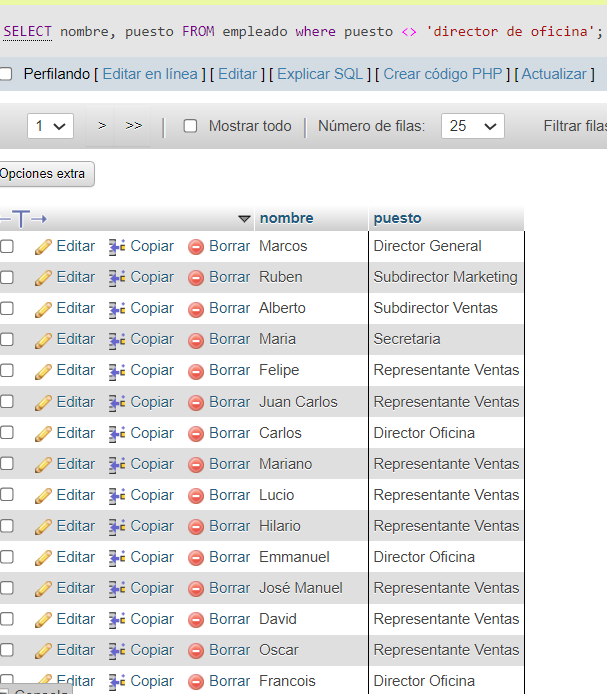 SELECT nombre, puesto FROM empleado where puesto <> 'director de oficina';
Perfilando [ Editar en línea ] [ Editar ] [ Explicar SQL ] [ Crear código PHP ] [ Actualizar ]
1 > >> Mostrar todo Número de filas: 25 Filtrar filas
Opciones extra
nombre puesto
Editar Copiar Borrar Marcos Director General
Editar Copiar Borrar Ruben Subdirector Marketing
Editar Copiar Borrar Alberto Subdirector Ventas
Editar Copiar Borrar Maria Secretaria
Editar Copiar Borrar Felipe Representante Ventas
Editar Copiar Borrar Juan Carlos Representante Ventas
Editar Copiar Borrar Carlos Director Oficina
Editar Copiar Borrar Mariano Representante Ventas
Editar Copiar Borrar Lucio Representante Ventas
Editar Copiar Borrar Hilario Representante Ventas
Editar Copiar Borrar Emmanuel Director Oficina
Editar Copiar Borrar José Manuel Representante Ventas
Editar Copiar Borrar David Representante Ventas
Editar Copiar Borrar Oscar Representante Ventas
Editar Copiar Borrar Francois Director Oficina
Consola